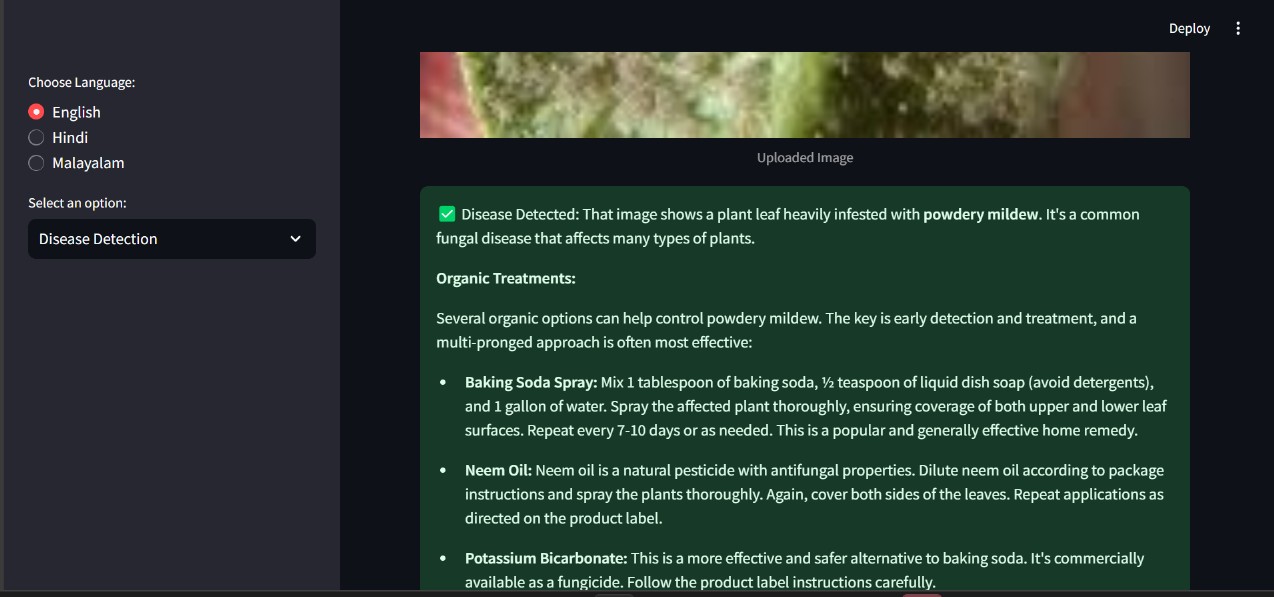 Deploy
Choose Language:
English
Hindi
Malayalam
Select an option:
Disease Detection
Uploaded Image
✅ Disease Detected: That image shows a plant leaf heavily infested with powdery mildew. It's a common
fungal disease that affects many types of plants.
Organic Treatments:
Several organic options can help control powdery mildew. The key is early detection and treatment, and a
multi-pronged approach is often most effective:
• Baking Soda Spray: Mix 1 tablespoon of baking soda, ½ teaspoon of liquid dish soap (avoid detergents),
and 1 gallon of water. Spray the affected plant thoroughly, ensuring coverage of both upper and lower leaf
surfaces. Repeat every 7-10 days or as needed. This is a popular and generally effective home remedy.
• Neem Oil: Neem oil is a natural pesticide with antifungal properties. Dilute neem oil according to package
instructions and spray the plants thoroughly. Again, cover both sides of the leaves. Repeat applications as
directed on the product label.
• Potassium Bicarbonate: This is a more effective and safer alternative to baking soda. It's commercially
available as a fungicide. Follow the product label instructions carefully.